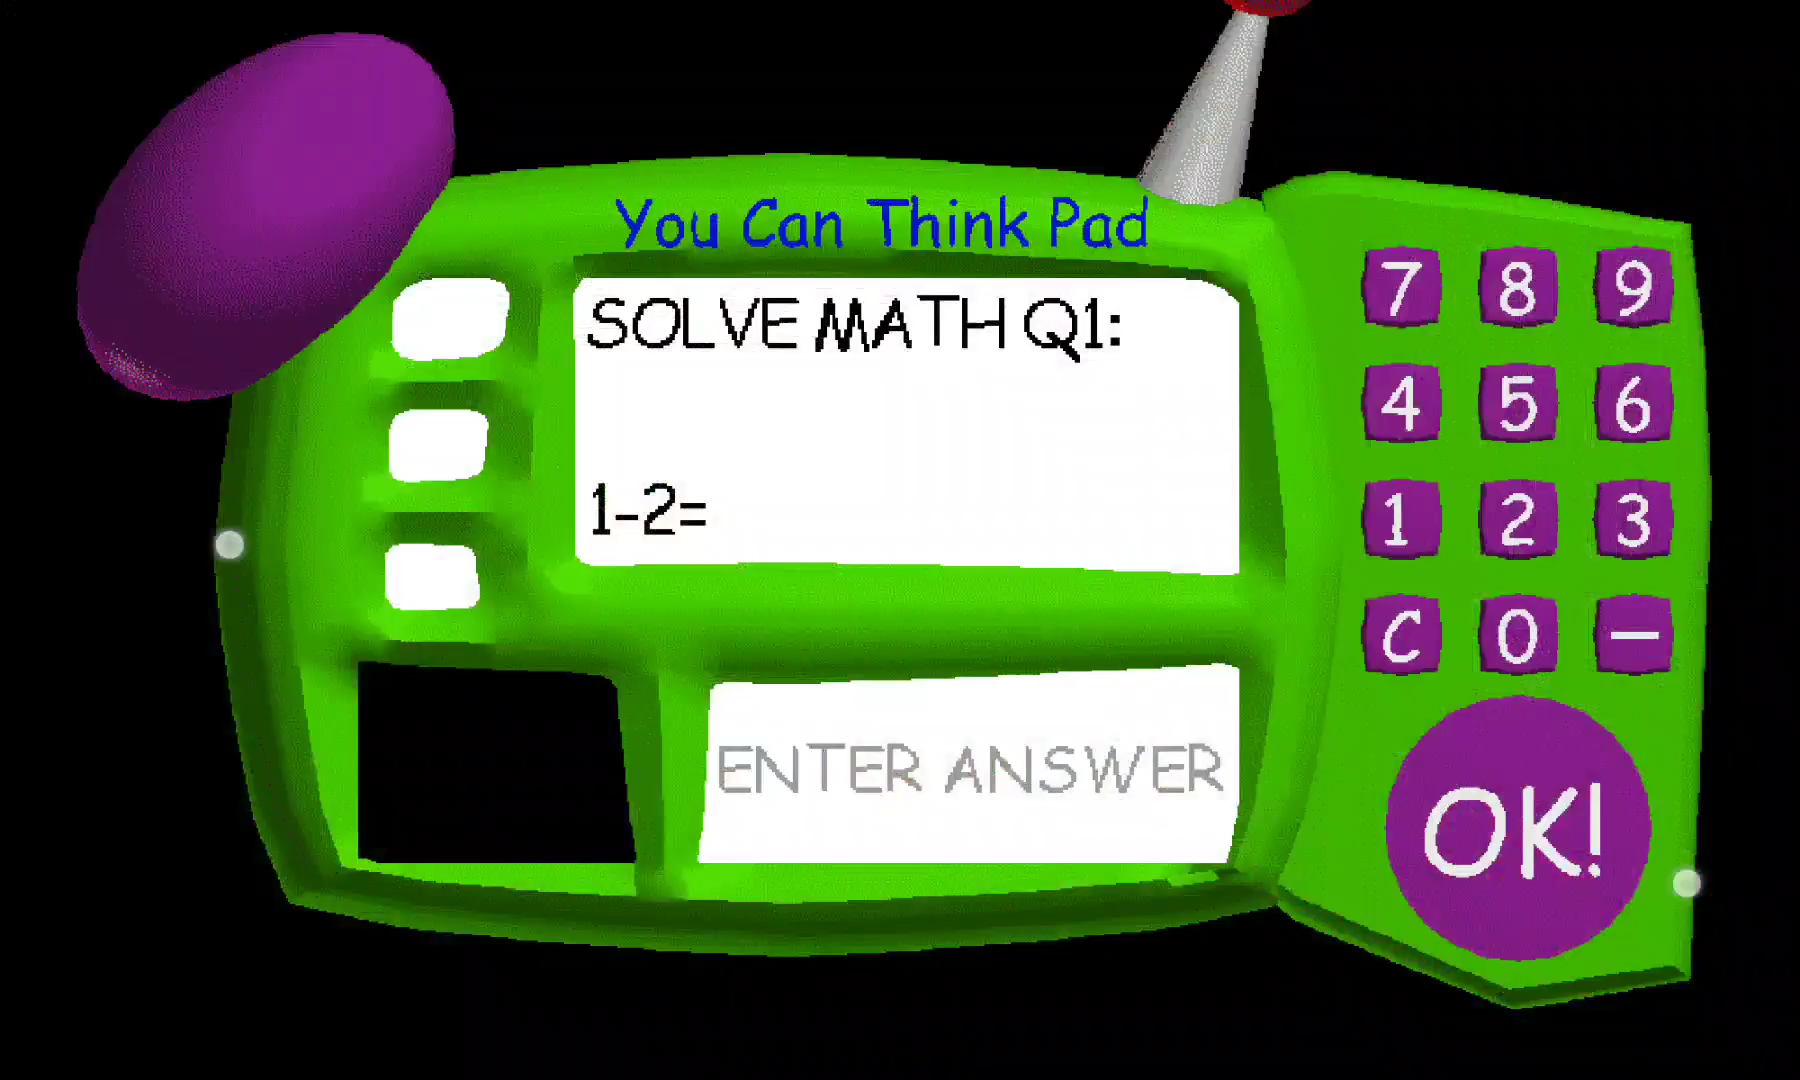 You Can Think Pad
SOLVE MATH Q1:
1-2=
ENTER ANSWER
7 8 9
4 5 6
1 2 3
C 0 —
OK!